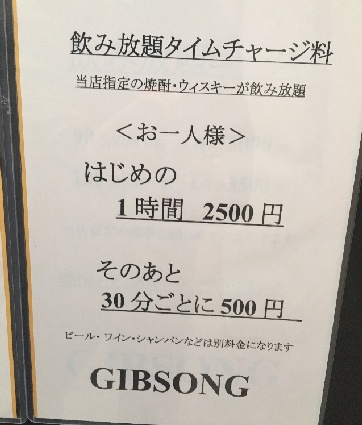 飲み放題タイムチャージ料
当店指定の焼酎・ウィスキーが飲み放題
＜お一人様＞
はじめの
1時間 2500円
そのあと
30分ごとに500円
ビール・ワイン・シャンパンなどは別料金になります
GIBSONG